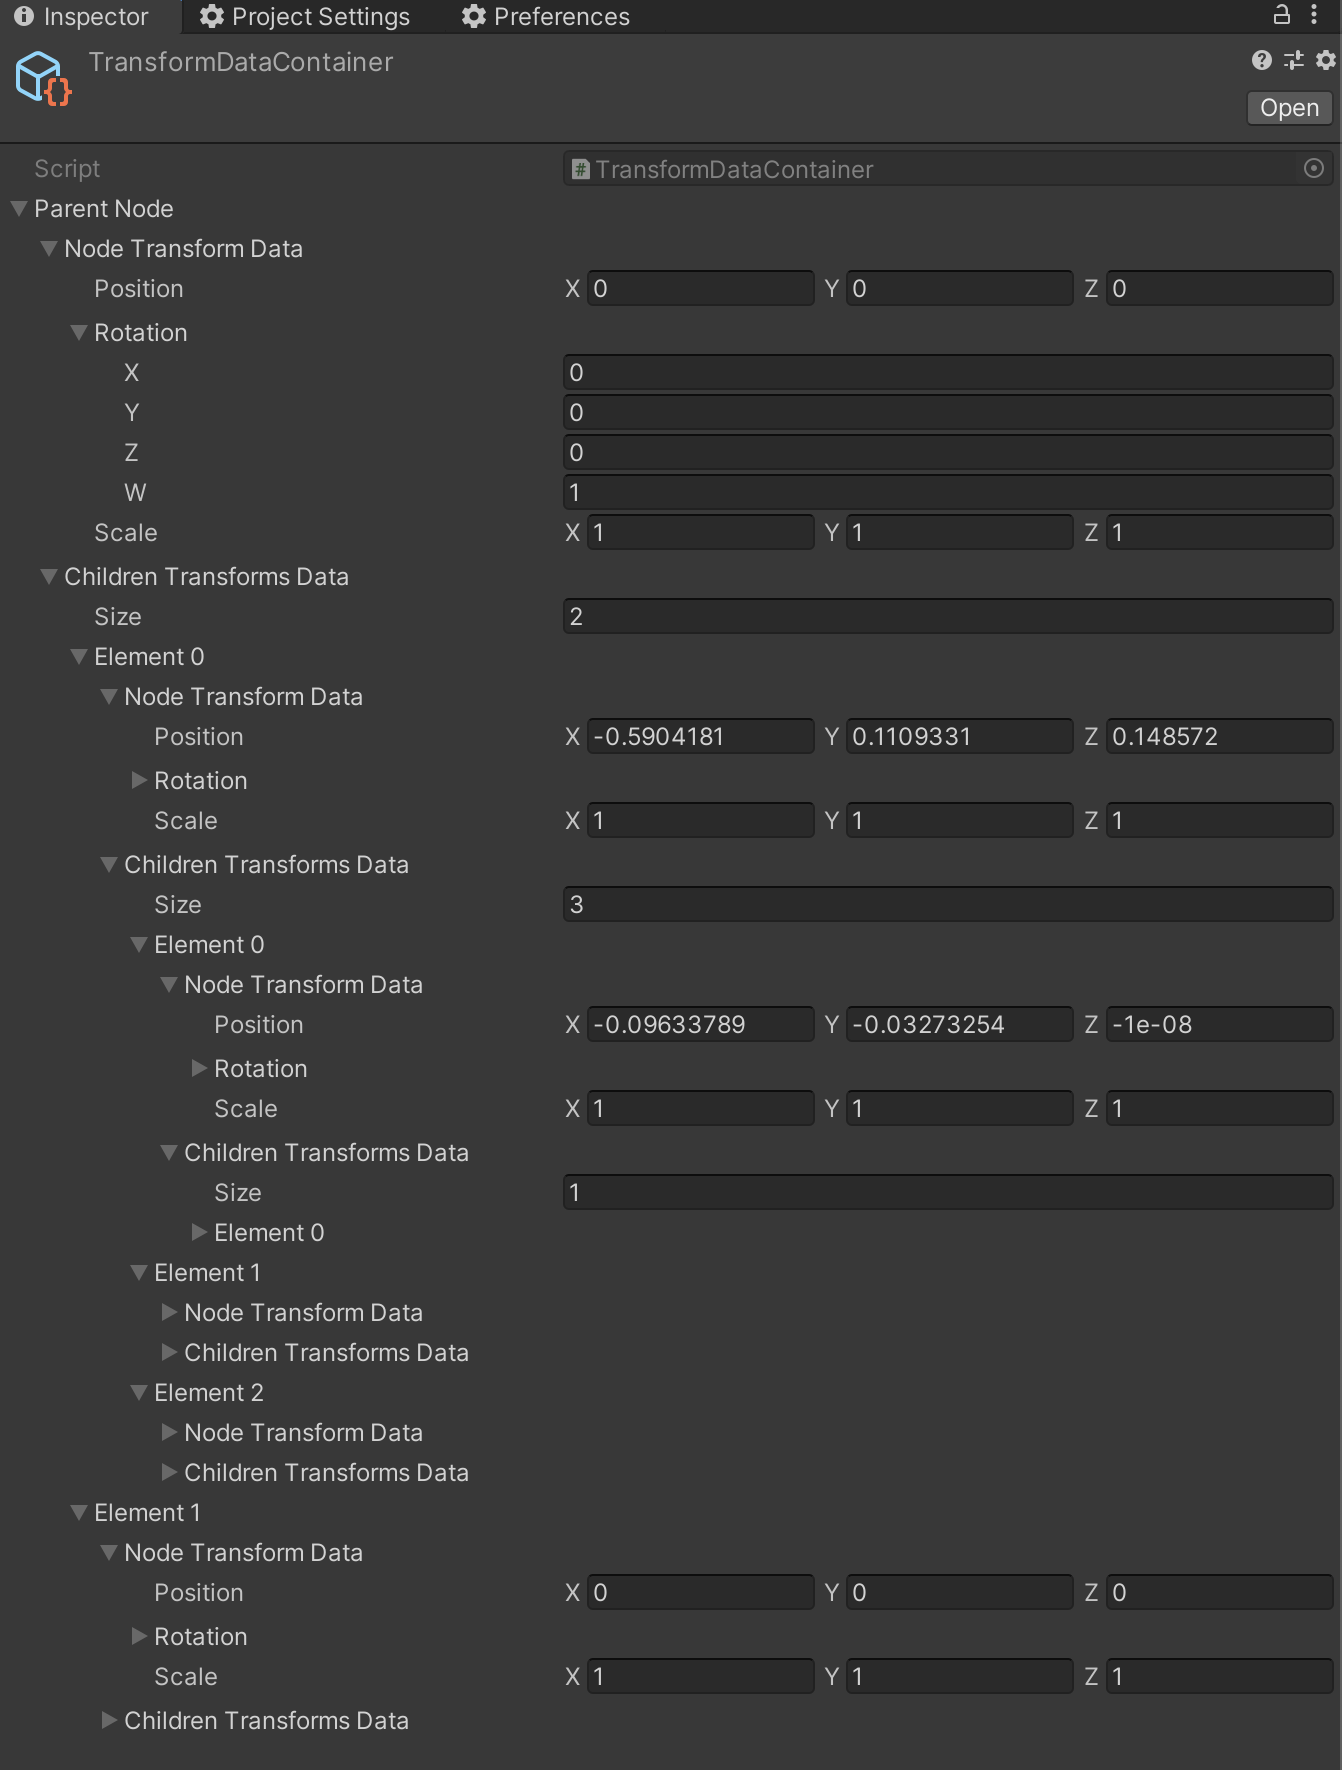 Inspector Project Settings Preferences
TransformDataContainer
Open
Script # TransformDataContainer
Parent Node
Node Transform Data
Position X 0 Y 0 Z 0
Rotation
X 0
Y 0
Z 0
W 1
Scale X 1 Y 1 Z 1
Children Transforms Data
Size 2
Element 0
Node Transform Data
Position X -0.5904181 Y 0.1109331 Z 0.148572
Rotation
Scale X 1 Y 1 Z 1
Children Transforms Data
Size 3
Element 0
Node Transform Data
Position X -0.09633789 Y -0.03273254 Z -1e-08
Rotation
Scale X 1 Y 1 Z 1
Children Transforms Data
Size 1
Element 0
Element 1
Node Transform Data
Children Transforms Data
Element 2
Node Transform Data
Children Transforms Data
Element 1
Node Transform Data
Position X 0 Y 0 Z 0
Rotation
Scale X 1 Y 1 Z 1
Children Transforms Data